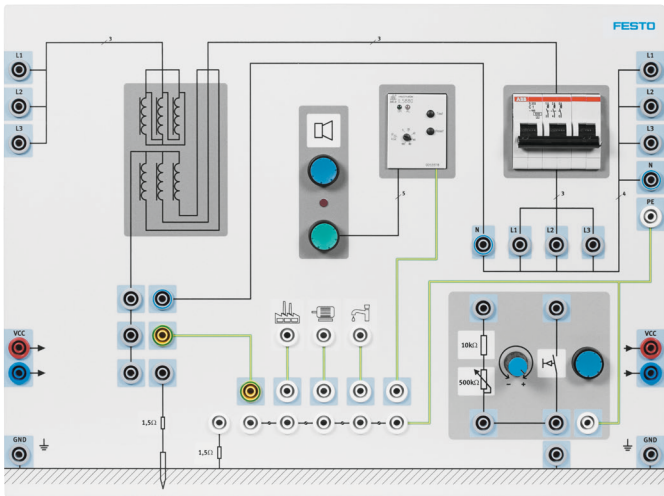 FESTO
3
3
L1
L2
L3
L1
L2
L3
N
PE
ABB
5
3
4
N
L1
L2
L3
VCC
VCC
10kΩ
500kΩ
- +
1,5Ω
1,5Ω
GND
GND